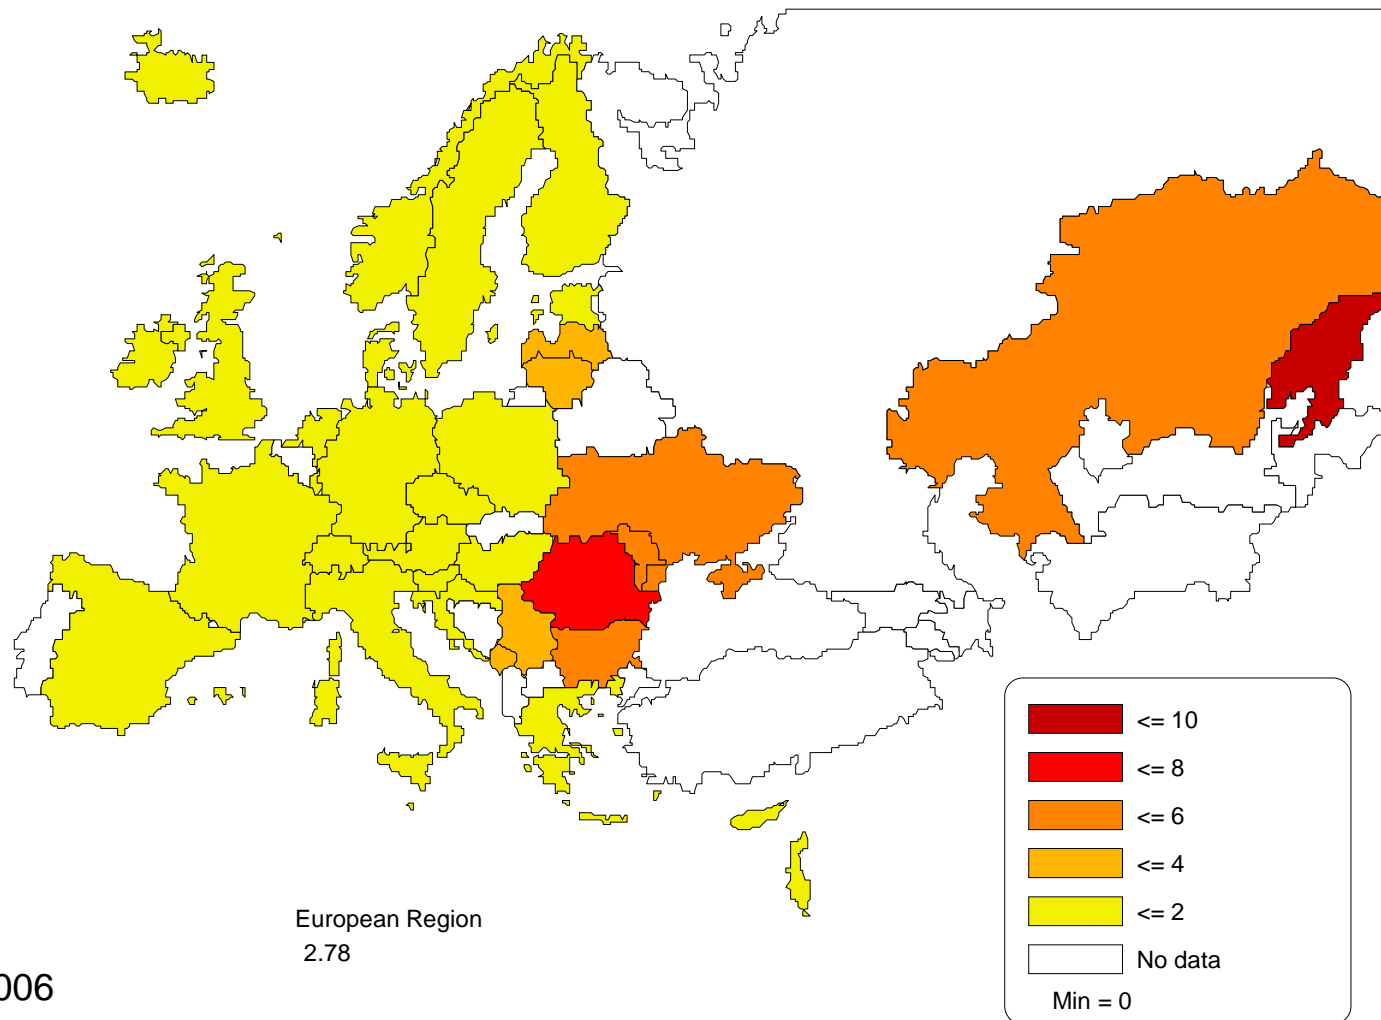 <= 10
<= 8
<= 6
<= 4
<= 2
No data
Min = 0
European Region
2.78
006